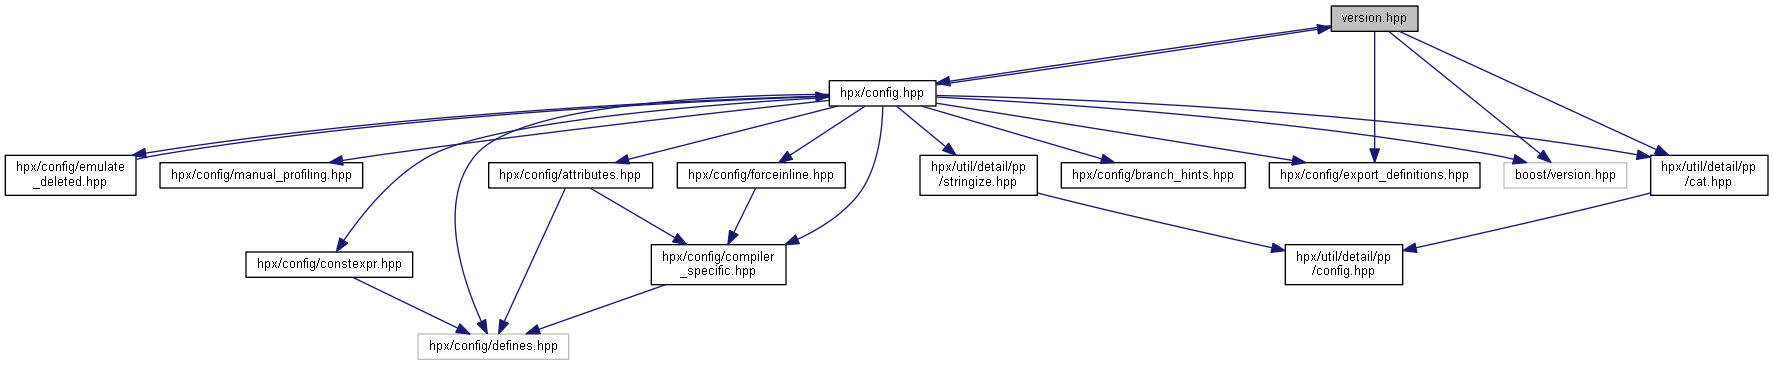 version.hpp
hpx/config.hpp
hpx/config/emulate
_deleted.hpp
hpx/config/manual_profiling.hpp
hpx/config/attributes.hpp
hpx/config/forceinline.hpp
hpx/util/detail/pp
/stringize.hpp
hpx/config/branch_hints.hpp
hpx/config/export_definitions.hpp
boost/version.hpp
hpx/util/detail/pp
/cat.hpp
hpx/config/constexpr.hpp
hpx/config/compiler
_specific.hpp
hpx/util/detail/pp
/config.hpp
hpx/config/defines.hpp